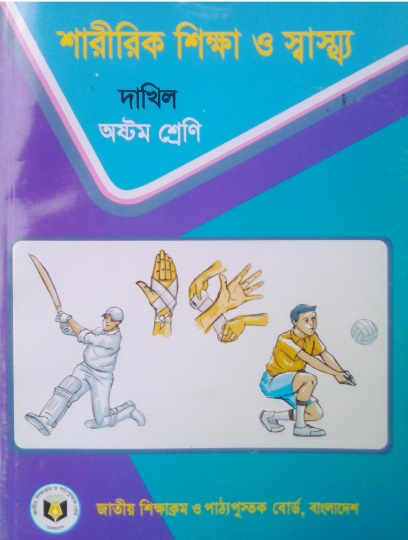 শারীরিক শিক্ষা ও স্বাস্থ্য
দাখিল
অষ্টম শ্রেণি
জাতীয় শিক্ষাক্রম ও পাঠ্যপুস্তক বোর্ড, বাংলাদেশ